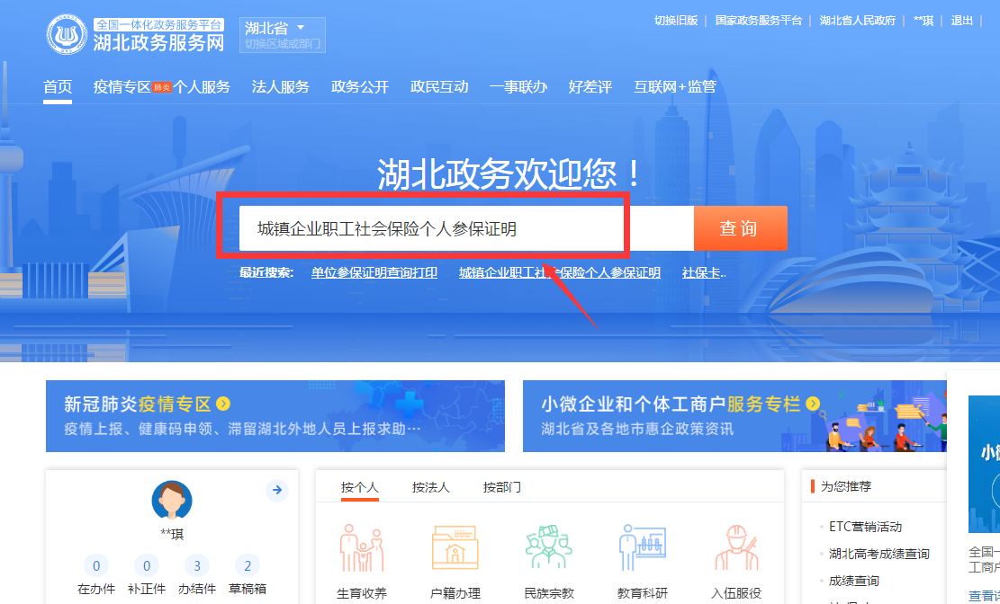 切换旧版 | 国家政务服务平台 | 湖北省人民政府 | **琪 | 退出 |
全国一体化政务服务平台
湖北政务服务网
湖北省
切换区域或部门
首页 疫情专区 肺炎 个人服务 法人服务 政务公开 政民互动 一事联办 好差评 互联网+监管
湖北政务欢迎您！
城镇企业职工社会保险个人参保证明 查 询
最近搜索: 单位参保证明查询打印 城镇企业职工社会保险个人参保证明 社保卡..
新冠肺炎疫情专区
疫情上报、健康码申领、滞留湖北外地人员上报求助…
小微企业和个体工商户服务专栏
湖北省及各地市惠企政策资讯
**琪
0 0 3 2
在办件 补正件 办结件 草稿箱
按个人 按法人 按部门
生育收养 户籍办理 民族宗教 教育科研 入伍服役
为您推荐
ETC营销活动
湖北高考成绩查询
成绩查询
小微
全国一
工商户
查看详